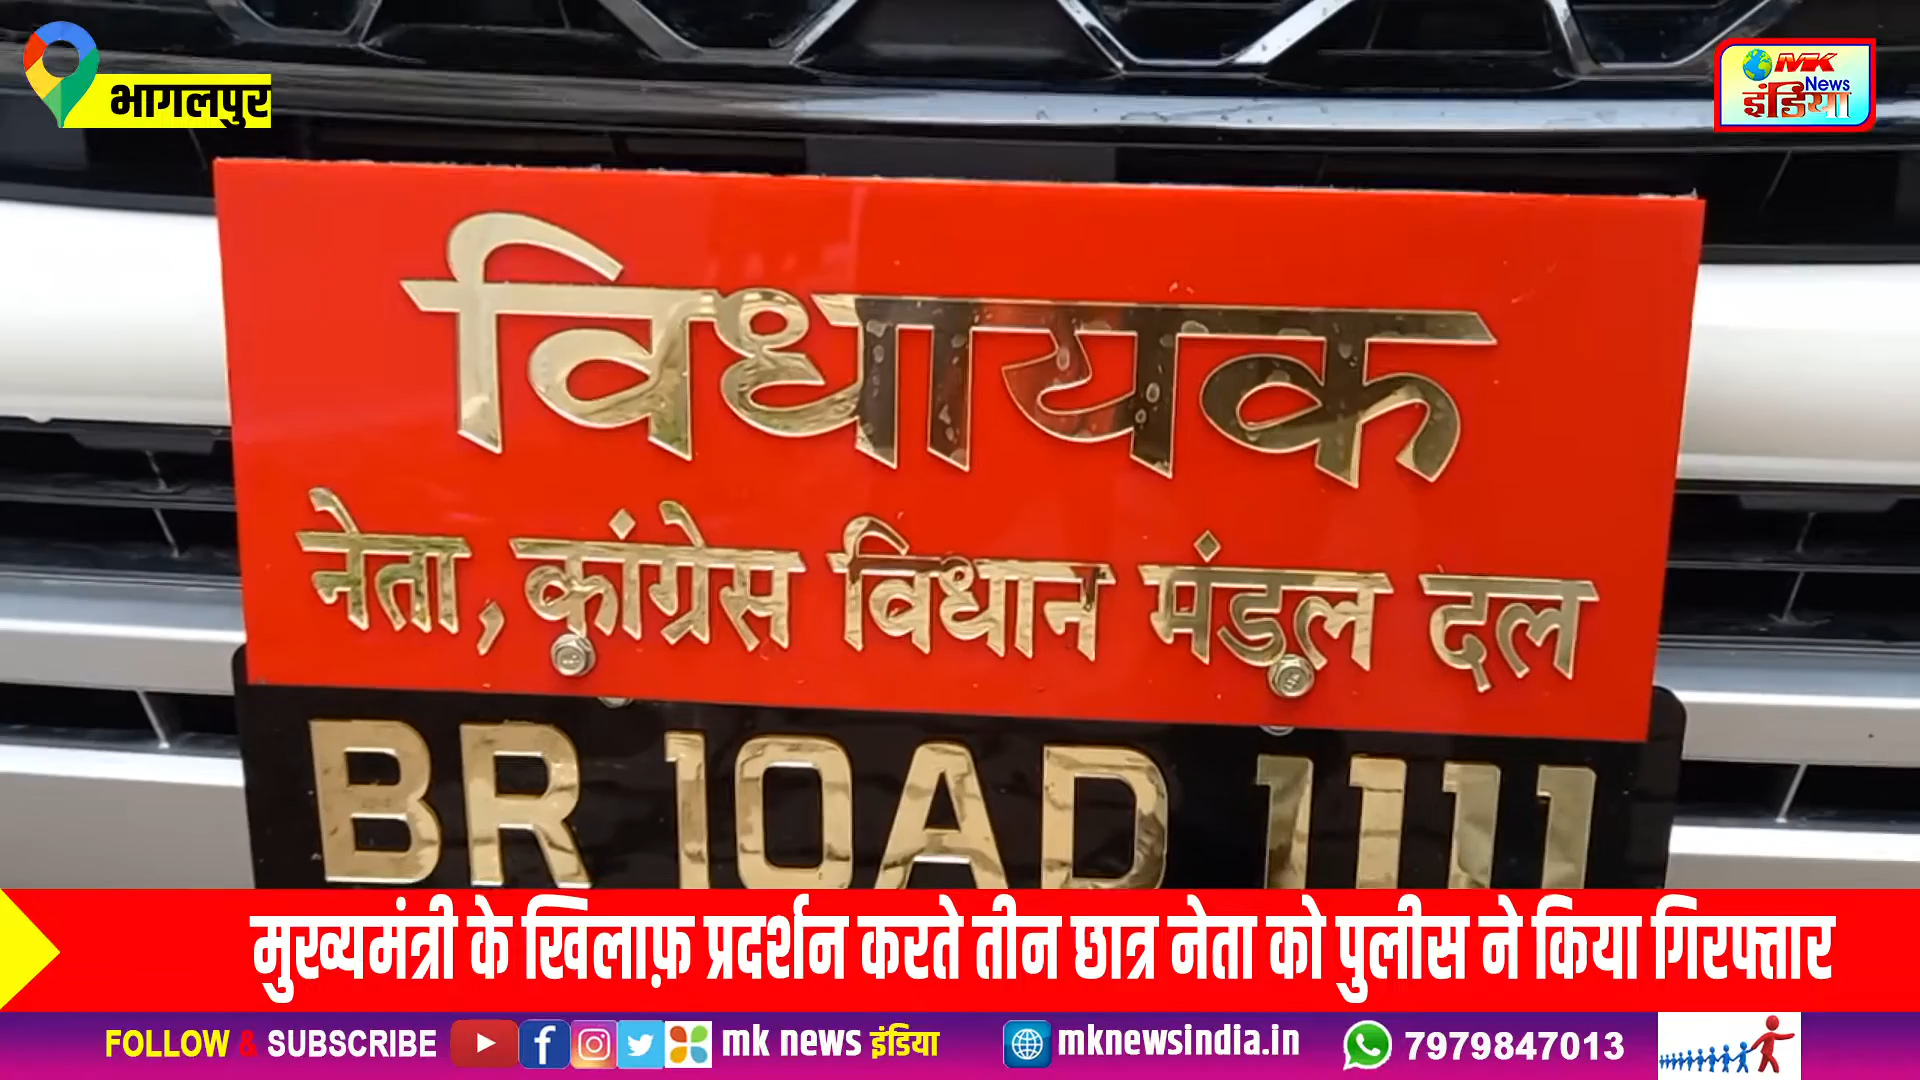 भागलपुर
MK
News
इंडिया
विधायक
नेता, कांग्रेस विधान मंडल दल
BR 10AD 1111
मुख्यमंत्री के खिलाफ़ प्रदर्शन करते तीन छात्र नेता को पुलीस ने किया गिरफ्तार
FOLLOW & SUBSCRIBE mk news इंडिया mknewsindia.in 7979847013